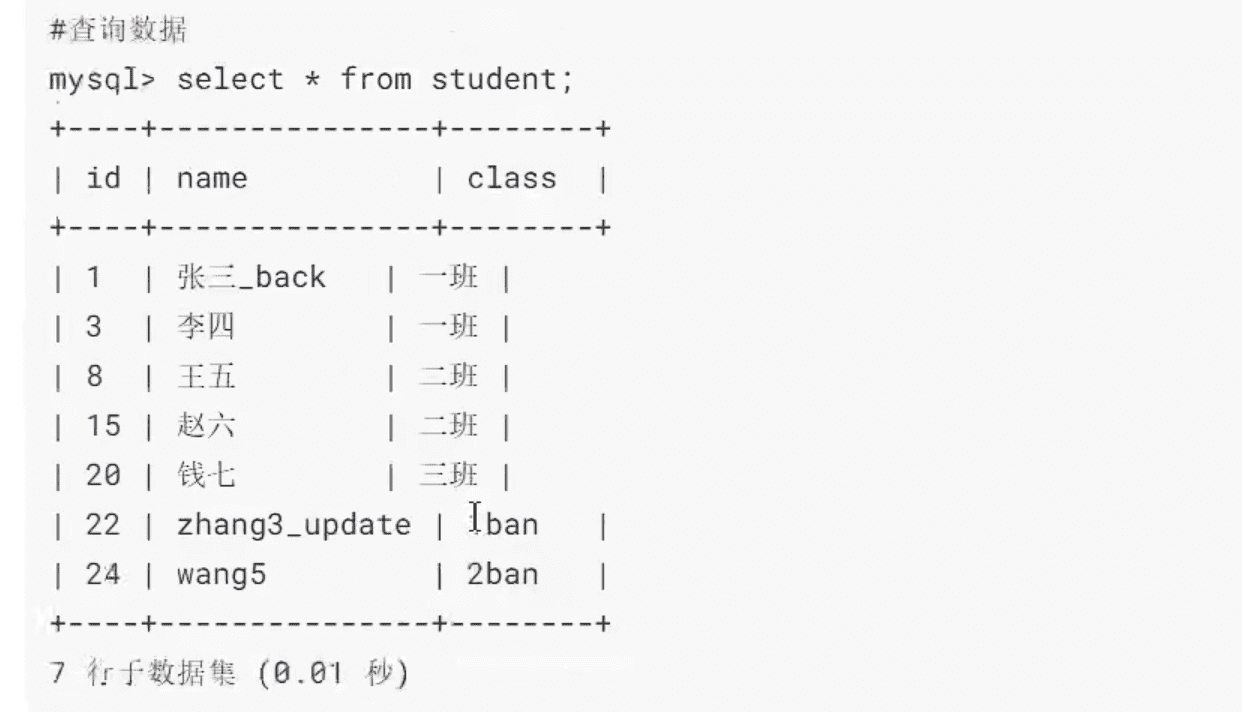 #查询数据
mysql> select * from student;
+----+---------------+--------+
| id | name          | class  |
+----+---------------+--------+
| 1  | 张三_back   | 一班 |
| 3  | 李四        | 一班 |
| 8  | 王五        | 二班 |
| 15 | 赵六        | 二班 |
| 20 | 钱七        | 三班 |
| 22 | zhang3_update | 1ban   |
| 24 | wang5         | 2ban   |
+----+---------------+--------+
7 行于数据集 (0.01 秒)